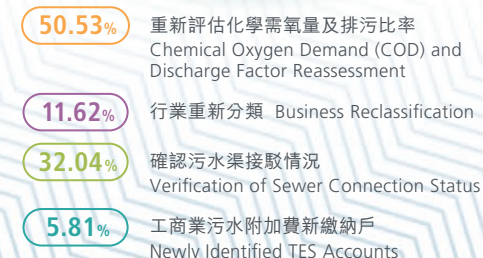 50.53%
重新評估化學需氧量及排污比率
Chemical Oxygen Demand (COD) and
Discharge Factor Reassessment
11.62%
行業重新分類 Business Reclassification
32.04%
確認污水渠接駁情況
Verification of Sewer Connection Status
5.81%
工商業污水附加費新繳納戶
Newly Identified TES Accounts